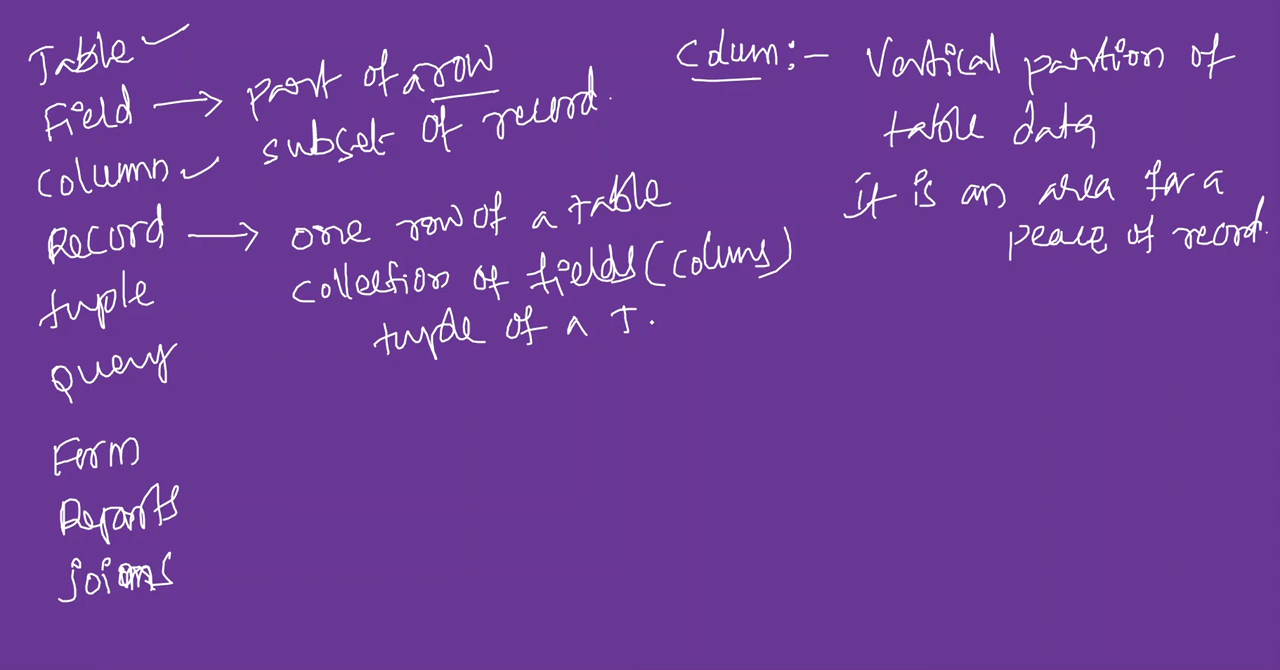 Table ✓
Field → part of a row
subset of record.
Column ✓
Record → one row of a table
collection of fields (colums)
tuple of a T.
tuple
Query
Form
Reports
joins
Colum :- Vertical partion of
table data
it is an area for a
peace of record.